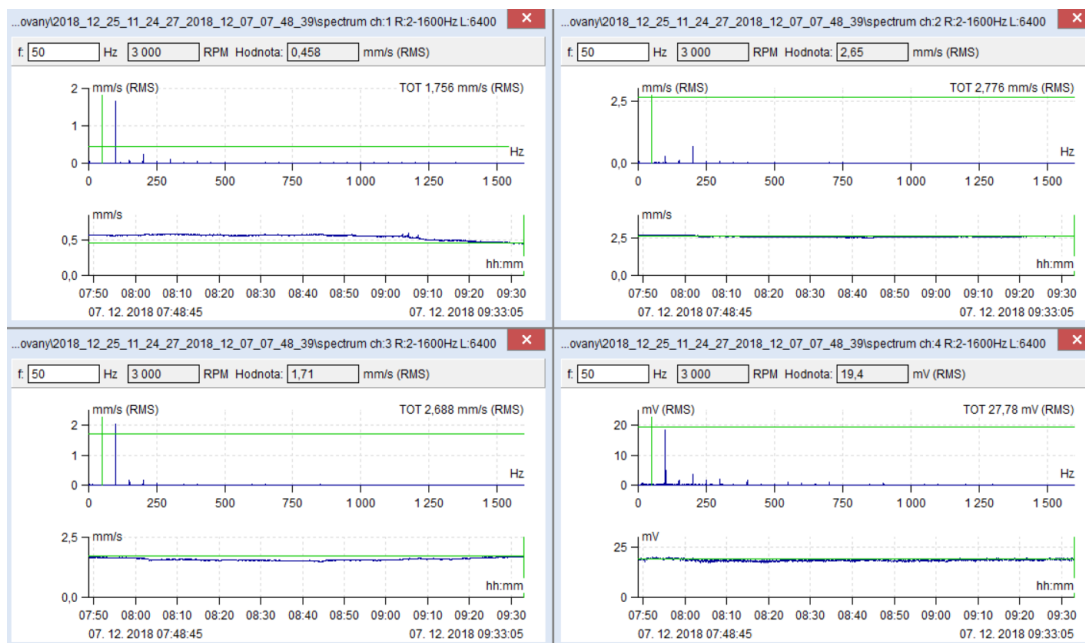 ...ovany\2018_12_25_11_24_27_2018_12_07_07_48_39\spectrum ch:1 R:2-1600Hz L:6400
f: 50 Hz 3 000 RPM Hodnota: 0,458 mm/s (RMS)
mm/s (RMS) TOT 1,756 mm/s (RMS)
2
1
0
Hz
0 250 500 750 1 000 1 250 1 500
mm/s
0,5
0,0
hh:mm
07:50 08:00 08:10 08:20 08:30 08:40 08:50 09:00 09:10 09:20 09:30
07. 12. 2018 07:48:45 07. 12. 2018 09:33:05
...ovany\2018_12_25_11_24_27_2018_12_07_07_48_39\spectrum ch:2 R:2-1600Hz L:6400
f: 50 Hz 3 000 RPM Hodnota: 2,65 mm/s (RMS)
mm/s (RMS) TOT 2,776 mm/s (RMS)
2,5
0,0
Hz
0 250 500 750 1 000 1 250 1 500
mm/s
2,5
0,0
hh:mm
07:50 08:00 08:10 08:20 08:30 08:40 08:50 09:00 09:10 09:20 09:30
07. 12. 2018 07:48:45 07. 12. 2018 09:33:05
...ovany\2018_12_25_11_24_27_2018_12_07_07_48_39\spectrum ch:3 R:2-1600Hz L:6400
f: 50 Hz 3 000 RPM Hodnota: 1,71 mm/s (RMS)
mm/s (RMS) TOT 2,688 mm/s (RMS)
2
1
0
Hz
0 250 500 750 1 000 1 250 1 500
mm/s
2,5
0,0
hh:mm
07:50 08:00 08:10 08:20 08:30 08:40 08:50 09:00 09:10 09:20 09:30
07. 12. 2018 07:48:45 07. 12. 2018 09:33:05
...ovany\2018_12_25_11_24_27_2018_12_07_07_48_39\spectrum ch:4 R:2-1600Hz L:6400
f: 50 Hz 3 000 RPM Hodnota: 19,4 mV (RMS)
mV (RMS) TOT 27,78 mV (RMS)
20
10
0
Hz
0 250 500 750 1 000 1 250 1 500
mV
25
0
hh:mm
07:50 08:00 08:10 08:20 08:30 08:40 08:50 09:00 09:10 09:20 09:30
07. 12. 2018 07:48:45 07. 12. 2018 09:33:05